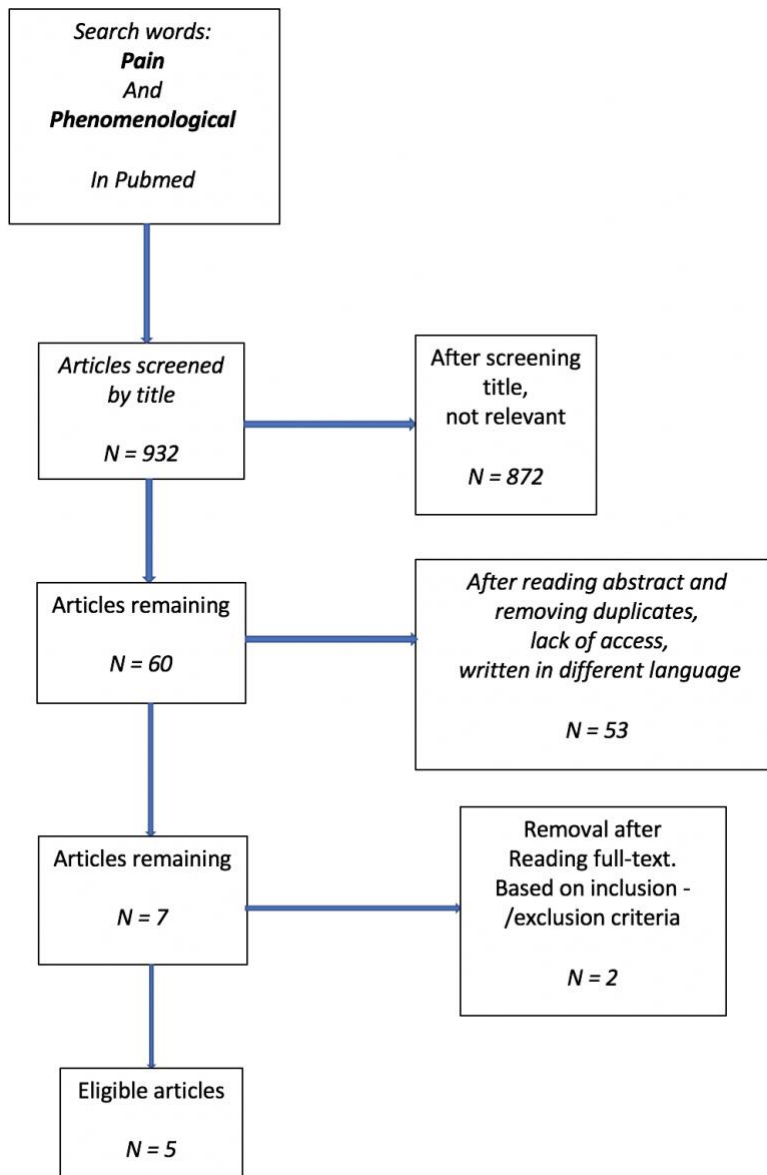 Search words:
Pain
And
Phenomenological
In Pubmed
Articles screened
by title
N = 932
After screening
title,
not relevant
N = 872
Articles remaining
N = 60
After reading abstract and
removing duplicates,
lack of access,
written in different language
N = 53
Articles remaining
N = 7
Removal after
Reading full-text.
Based on inclusion -
/exclusion criteria
N = 2
Eligible articles
N = 5